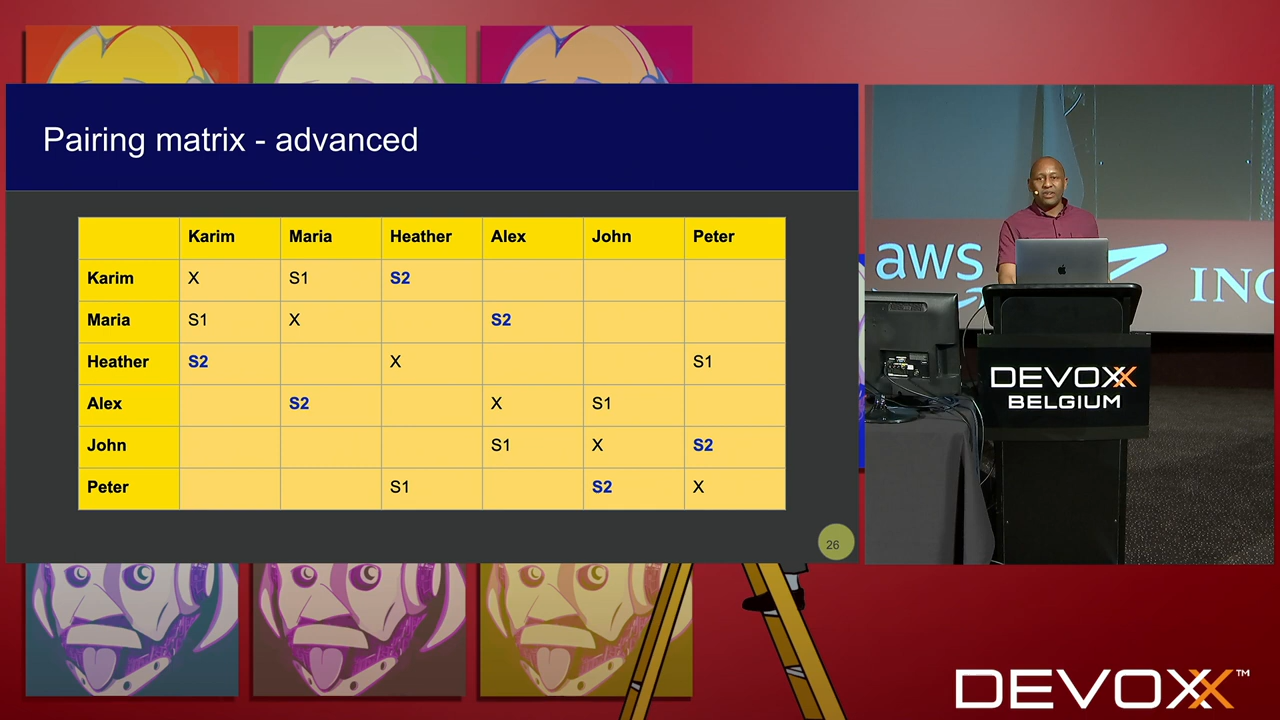 Pairing matrix - advanced
Karim Maria Heather Alex John Peter
Karim X S1 S2
Maria S1 X S2
Heather S2 X S1
Alex S2 X S1
John S1 X S2
Peter S1 S2 X
26
aws
ING
DEVOXX
BELGIUM
DEVOXX™